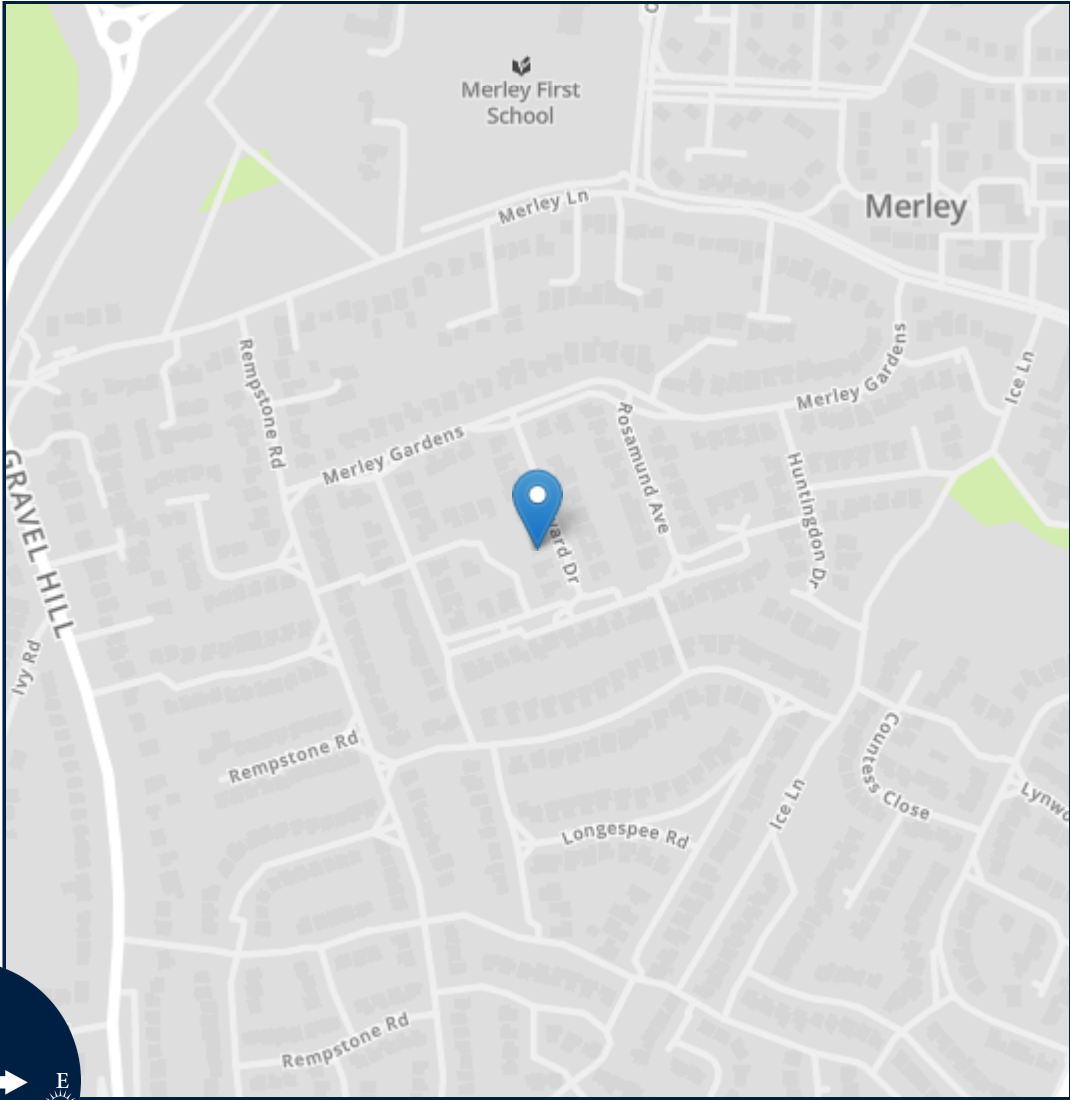 Merley First
School
Merley Ln
Merley
Rempstone Rd
Merley Gardens
Rosamund Ave
Merley Gardens
Ice Ln
GRAVEL HILL
Huntingdon Dr
Ivy Rd
Rempstone Rd
Longespee Rd
Ice Ln
Countess Close
Rempstone Rd
E